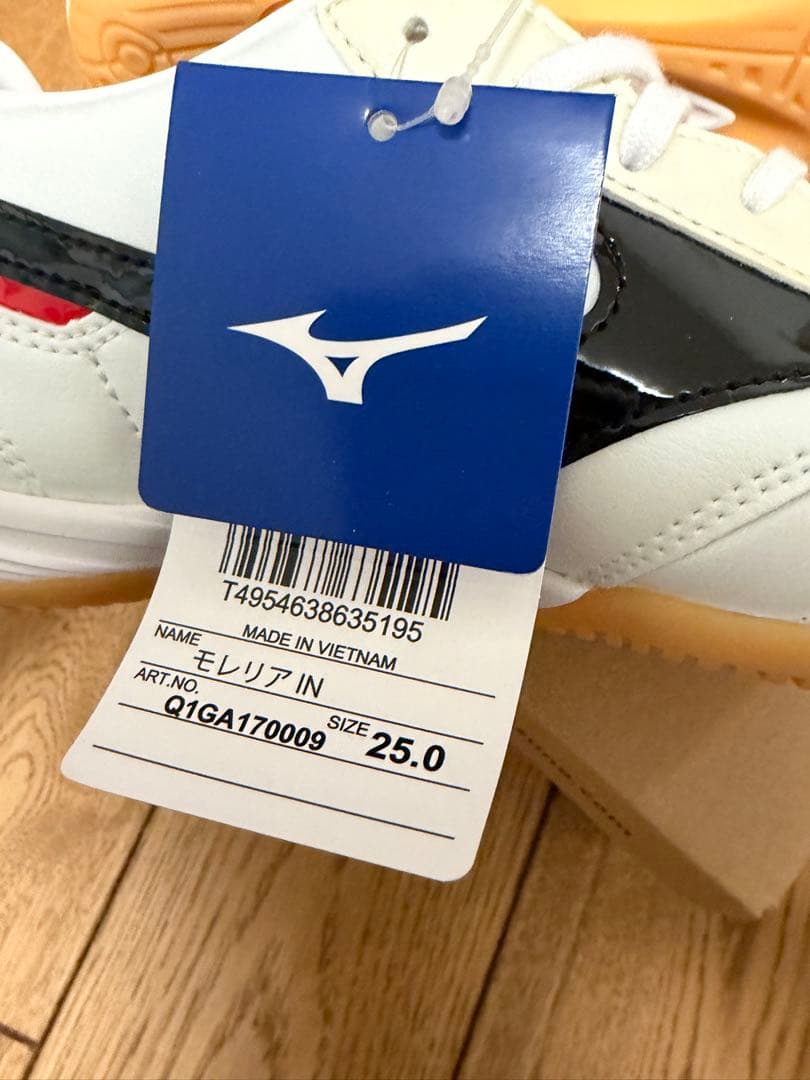 T4954638635195
MADE IN VIETNAM
NAME
モレリア IN
ART.NO.
Q1GA170009
SIZE 25.0